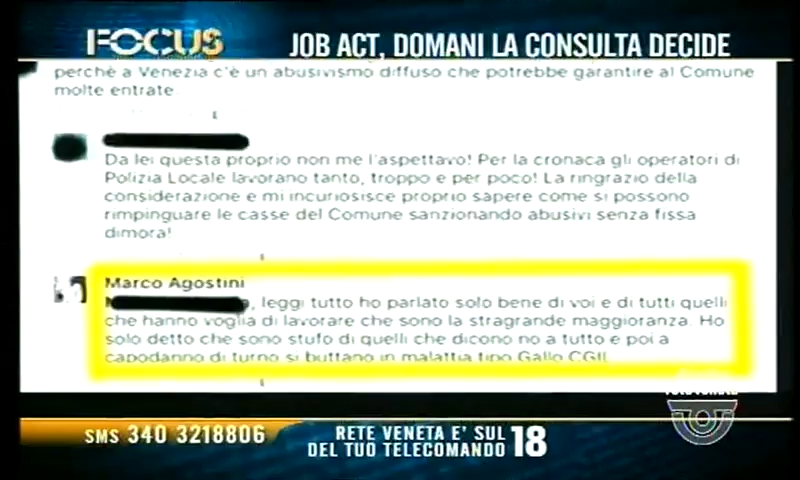 FOCUS
JOB ACT, DOMANI LA CONSULTA DECIDE
perché a Venezia c'è un abusivismo diffuso che potrebbe garantire al Comune
molte entrate
Da lei questa proprio non me l'aspettavo! Per la cronaca gli operatori di
Polizia Locale lavorano tanto, troppo e per poco! La ringrazio della
considerazione e mi incuriosisce proprio sapere come si possono
rimpinguare le casse del Comune sanzionando abusivi senza fissa
dimora!
Marco Agostini
, leggi tutto ho parlato solo bene di voi e di tutti quelli
che hanno voglia di lavorare che sono la stragrande maggioranza. Ho
solo detto che sono stufo di quelli che dicono no a tutto e poi a
capodanno di turno si buttano in malattia tipo Gallo CGIL
SMS 340 3218806
RETE VENETA E' SUL
DEL TUO TELECOMANDO 18